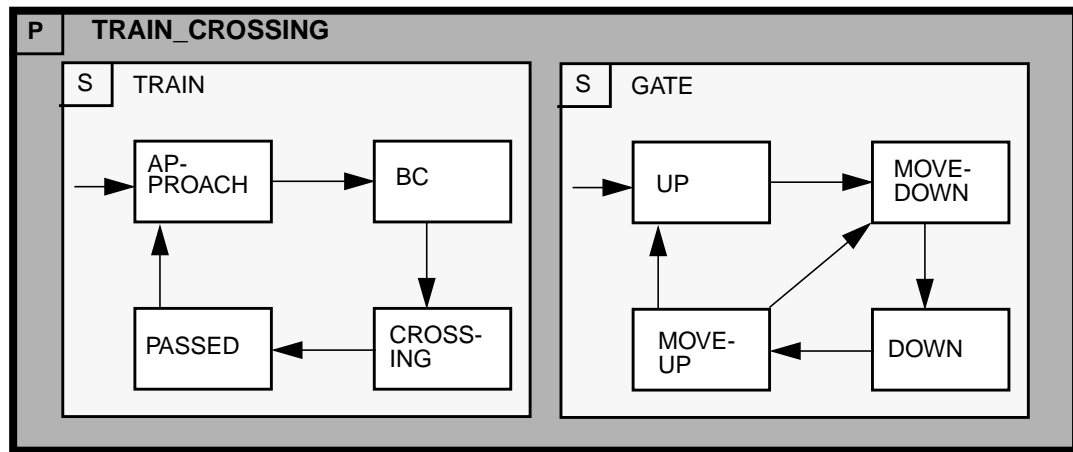 P TRAIN_CROSSING
S TRAIN
AP-
PROACH
BC
PASSED
CROSS-
ING
S GATE
UP
MOVE-
DOWN
MOVE-
UP
DOWN